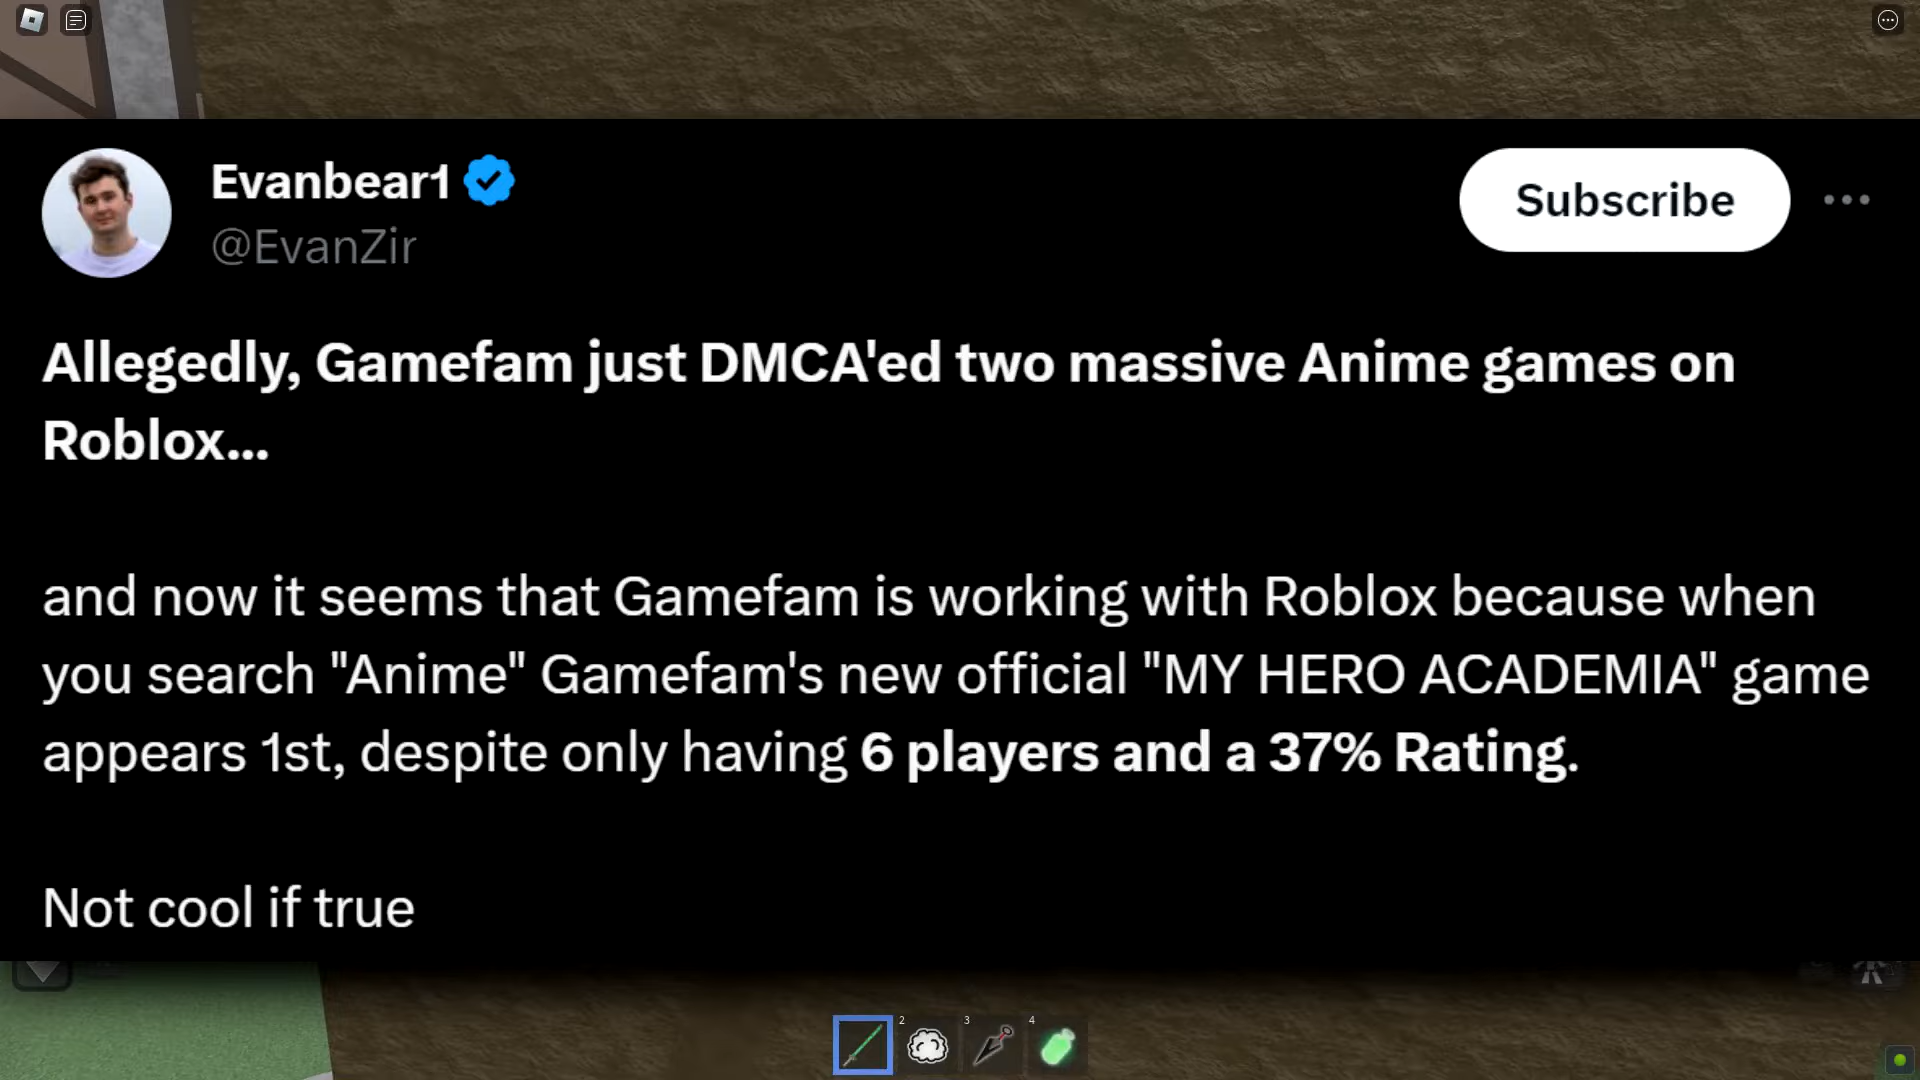 Evanbear1
@EvanZir
Subscribe
Allegedly, Gamefam just DMCA'ed two massive Anime games on
Roblox...
and now it seems that Gamefam is working with Roblox because when
you search "Anime" Gamefam's new official "MY HERO ACADEMIA" game
appears 1st, despite only having 6 players and a 37% Rating.
Not cool if true
2
3
4